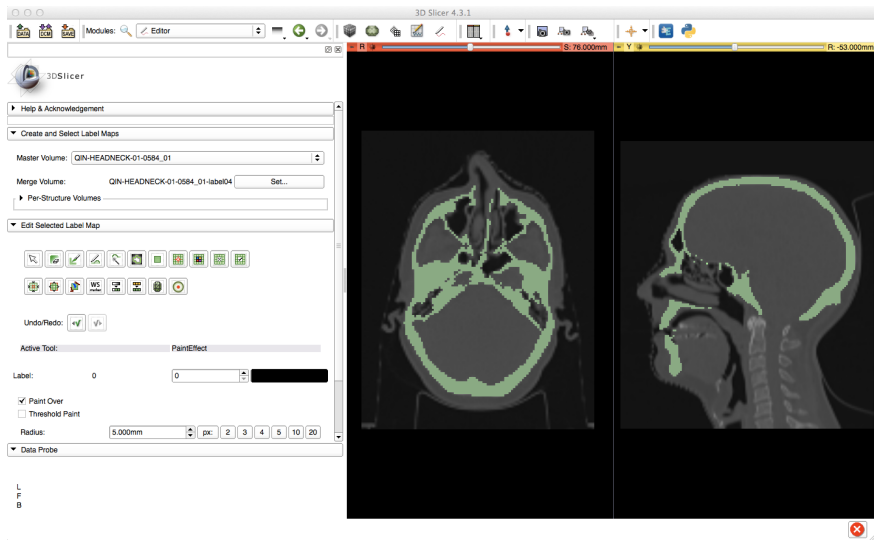 3D Slicer 4.3.1
DATA DCM SAVE Modules: Editor
R S: 76.000mm Y R: -53.000mm
3DSlicer
Help & Acknowledgement
Create and Select Label Maps
Master Volume: QIN-HEADNECK-01-0584_01
Merge Volume: QIN-HEADNECK-01-0584_01-label04 Set...
Per-Structure Volumes
Edit Selected Label Map
WS
Undo/Redo:
Active Tool: PaintEffect
Label: 0 0
Paint Over
Threshold Paint
Radius: 5.000mm px: 2 3 4 5 10 20
Data Probe
L
F
B